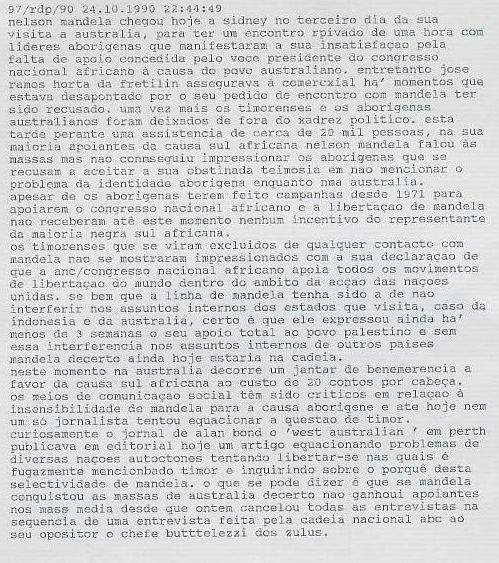 97/rdp/90 24.10.1990 22:44:49
nelson mandela chegou hoje a sidney no terceiro dia da sua
visita a australia, para ter um encontro rpivado de uma hora com
lideres aborigenas que manifestaram a sua insatisfaçao pela
falta de apoio concedida pelo voce presidente do congresso
nacional africano à causa do povo australiano. entretanto jose
ramos horta da fretilin assegurava à comercxial ha' momentos que
estava desapontado por o seu pedido de encontro com mandela ter
sido recusado. uma vez mais os timorenses e os aborigenas
australianos foram deixados de fora do xadrez politico. esta
tarde perante uma assistencia de cerca de 20 mil pessoas, na sua
maioria apoiantes da causa sul africana nelson mandela falou às
massas mas nao conmseguiu impressionar os aborigenas que se
recusam a aceitar a sua obstinada teimosia em nao mencionar o
problema da identidade aborigena enquanto nma australia.
apesar de os aborigenas terem feito campanhas desde 1971 para
apoiarem o congresso nacional africano e a libertaçao de mandela
nao receberam até este momento nenhum incentivo do representante
da maioria negra sul africana.
os timorenses que se viram excluidos de qualquer contacto com
mandela nao se mostraram impressionados com a sua declaraçao de
que a anc/congresso nacional africano apoia todos os movimentos
de libertaçao do mundo dentro do ambito da acçao das naçoes
unidas. se bem que a linha de mandela tenha sido a de nao
interferir nos assuntos internos dos estados que visita, caso da
indonesia e da australia, certo é que ele expressou ainda ha'
menos de 3 semanas o seu apoio total ao povo palestino e sem
essa interferencia nos assuntos internos de outros paises
mandela decerto ainda hoje estaria na cadeia.
neste momento na australia decorre um jantar de benemerencia a
favor da causa sul africana ao custo de 20 contos por cabeça.
os meios de comunicaçao social têm sido criticos em relaçao à
insensibilidade de mandela para a causa aborigene e ate hoje nem
um só jornalista tentou equacionar a questao de timor.
curiosamente o jornal de alan bond o 'west australian ' em perth
publicava em editorial hoje um artigo equacionando problemas de
diversas naçoes autoctones tentando libertar-se nas quais é
fugazmente mencionbado timor e inquirindo sobre o porquê desta
selectividade de mandela. o que se pode dizer é que se mandela
conquistou as massas de australia decerto nao ganhoui apoiantes
nos mass media desde que ontem cancelou todas as entrevistas na
sequencia de uma entrevista feita pela cadeia nacional abc ao
seu opositor o chefe butttelezzi dos zulus.